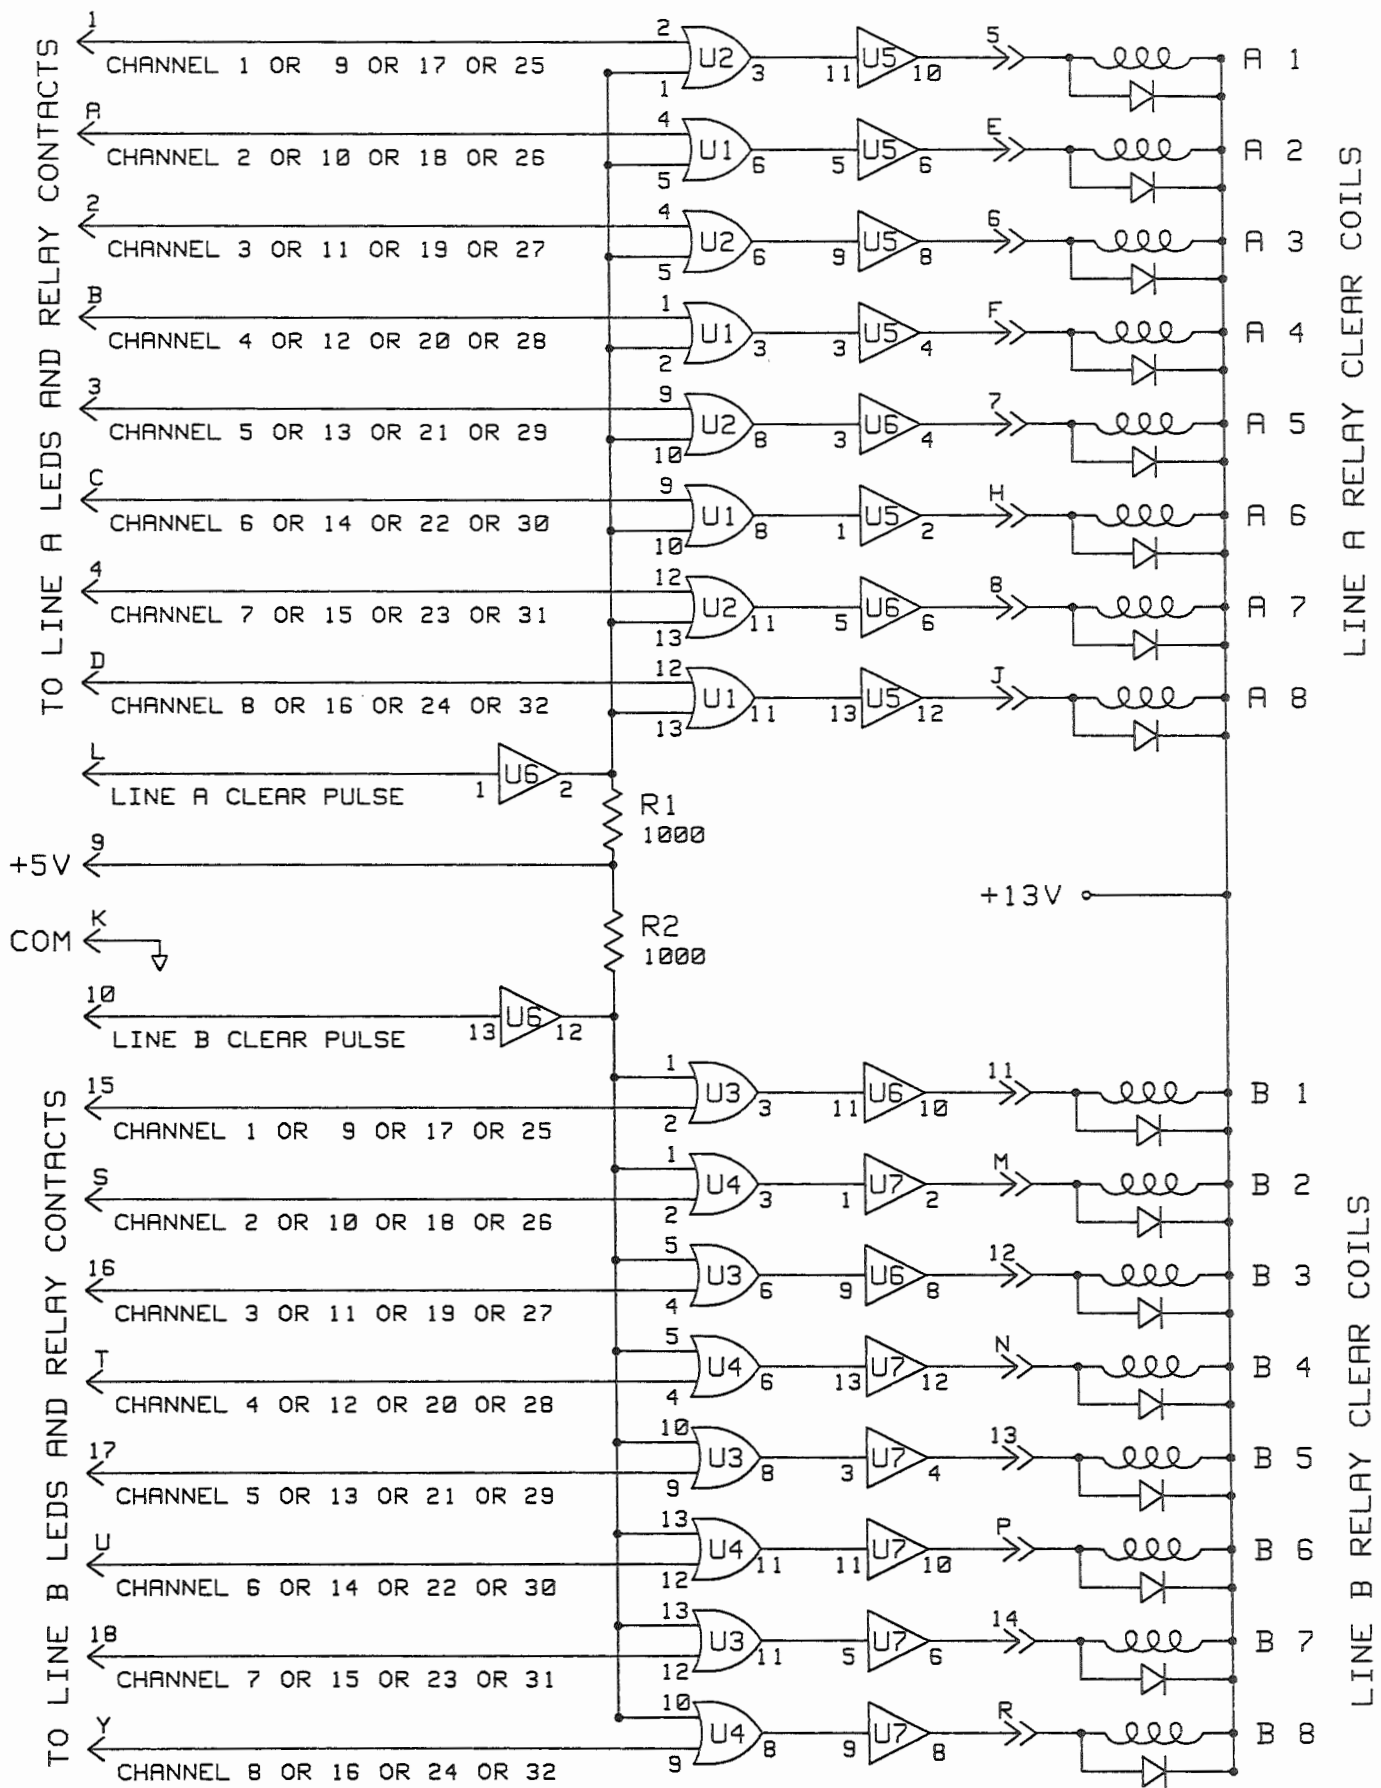 TO LINE A LEDS AND RELAY CONTACTS
1 2 5
CHANNEL 1 OR 9 OR 17 OR 25 U2 3 11 U5 10 A 1
1
A 4 E
CHANNEL 2 OR 10 OR 18 OR 26 U1 6 5 U5 6 A 2
5
2 4 6
CHANNEL 3 OR 11 OR 19 OR 27 U2 6 9 U5 8 A 3
5
B 1 F
CHANNEL 4 OR 12 OR 20 OR 28 U1 3 3 U5 4 A 4
2
3 9 7
CHANNEL 5 OR 13 OR 21 OR 29 U2 8 3 U6 4 A 5
10
C 9 H
CHANNEL 6 OR 14 OR 22 OR 30 U1 8 1 U5 2 A 6
10
4 12 8
CHANNEL 7 OR 15 OR 23 OR 31 U2 11 5 U6 6 A 7
13
D 12 J
CHANNEL 8 OR 16 OR 24 OR 32 U1 11 13 U5 12 A 8
13
LINE A RELAY CLEAR COILS
L
LINE A CLEAR PULSE 1 U6 2
R1
1000
+5V 9
+13V
COM K
R2
1000
10
LINE B CLEAR PULSE 13 U6 12
TO LINE B LEDS AND RELAY CONTACTS
15 1 11
CHANNEL 1 OR 9 OR 17 OR 25 U3 3 11 U6 10 B 1
2
S 1 M
CHANNEL 2 OR 10 OR 18 OR 26 U4 3 1 U7 2 B 2
2
16 5 12
CHANNEL 3 OR 11 OR 19 OR 27 U3 6 9 U6 8 B 3
4
T 5 N
CHANNEL 4 OR 12 OR 20 OR 28 U4 6 13 U7 12 B 4
4
17 10 13
CHANNEL 5 OR 13 OR 21 OR 29 U3 8 3 U7 4 B 5
9
U 13 P
CHANNEL 6 OR 14 OR 22 OR 30 U4 11 11 U7 10 B 6
12
18 13 14
CHANNEL 7 OR 15 OR 23 OR 31 U3 11 5 U7 6 B 7
12
Y 10 R
CHANNEL 8 OR 16 OR 24 OR 32 U4 8 9 U7 8 B 8
9
LINE B RELAY CLEAR COILS